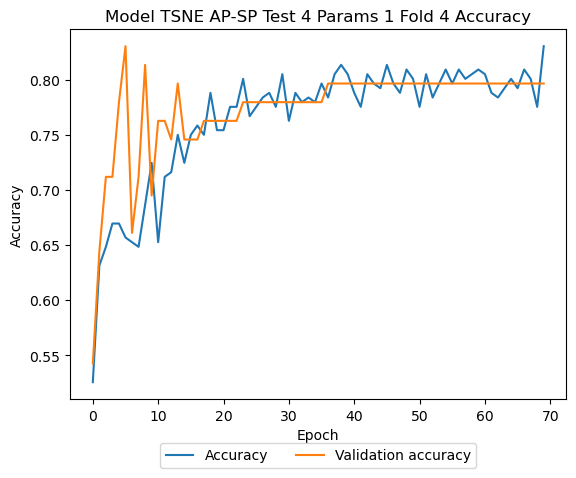 Model TSNE AP-SP Test 4 Params 1 Fold 4 Accuracy
Accuracy
0.80
0.75
0.70
0.65
0.60
0.55
0 10 20 30 40 50 60 70
Epoch
Accuracy Validation accuracy